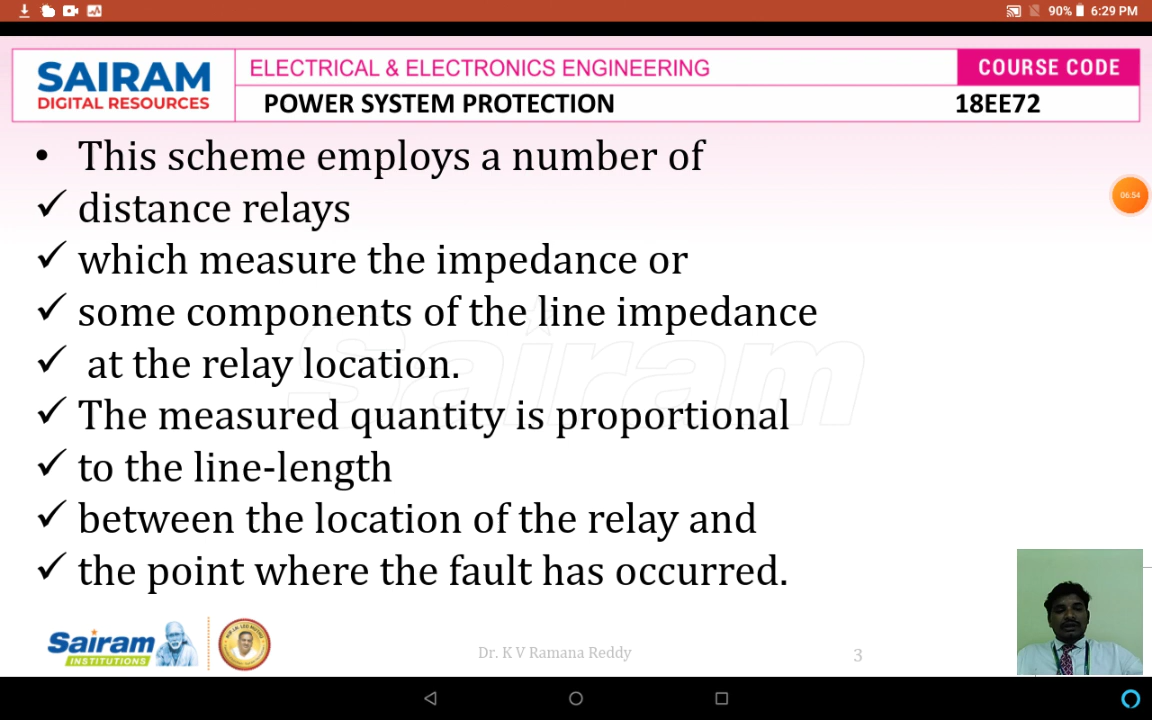 90% 6:29 PM
SAIRAM
DIGITAL RESOURCES
ELECTRICAL & ELECTRONICS ENGINEERING
COURSE CODE
POWER SYSTEM PROTECTION
18EE72
• This scheme employs a number of
✓ distance relays
✓ which measure the impedance or
✓ some components of the line impedance
✓ at the relay location.
✓ The measured quantity is proportional
✓ to the line-length
✓ between the location of the relay and
✓ the point where the fault has occurred.
06:54
Sairam
Sairam
INSTITUTIONS
Dr. K V Ramana Reddy
3